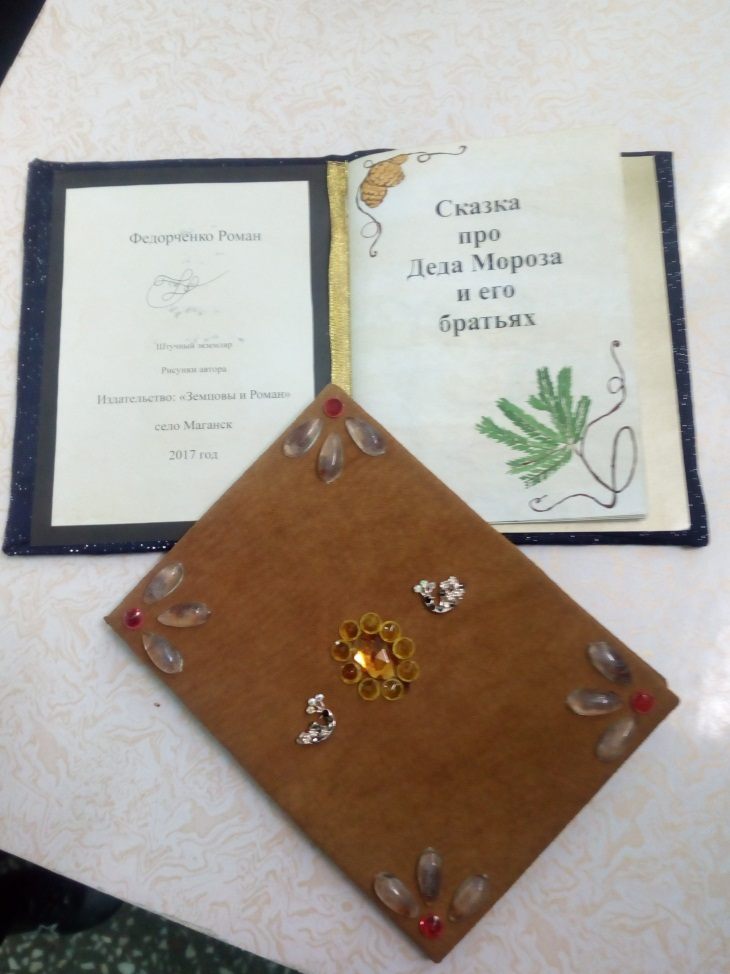 Федорченко Роман
Штучный экземпляр
Рисунки автора
Издательство: «Земцовы и Роман»
село Маганск
2017 год
Сказка
про
Деда Мороза
и его
братьях